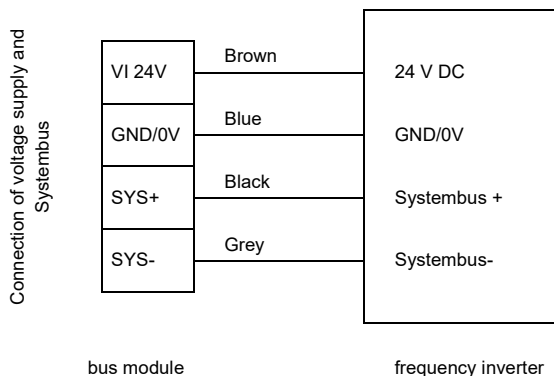 Connection of voltage supply and
Systembus
VI 24V
Brown
24 V DC
GND/0V
Blue
GND/0V
SYS+
Black
Systembus +
SYS-
Grey
Systembus-
bus module
frequency inverter